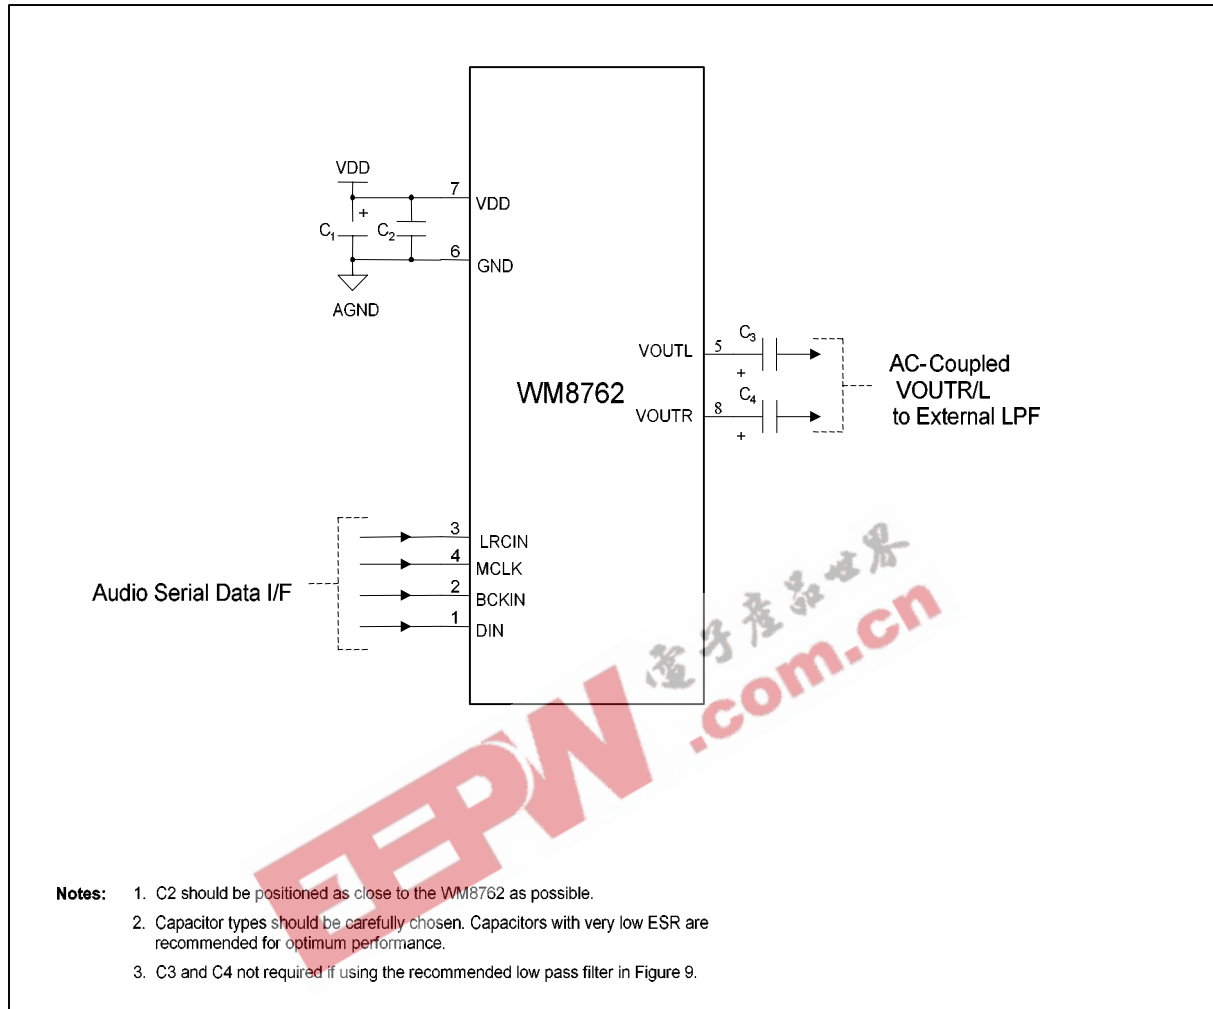 VDD
7
VDD
+
C1
C2
6
GND
AGND
C3
VOUTL
5
+
AC-Coupled
VOUTR/L
to External LPF
WM8762
C4
VOUTR
8
+
3
LRCIN
4
MCLK
Audio Serial Data I/F
2
BCKIN
1
DIN
電子產品世界
EEPW
.com.cn
Notes: 1. C2 should be positioned as close to the WM8762 as possible.
2. Capacitor types should be carefully chosen. Capacitors with very low ESR are
recommended for optimum performance.
3. C3 and C4 not required if using the recommended low pass filter in Figure 9.